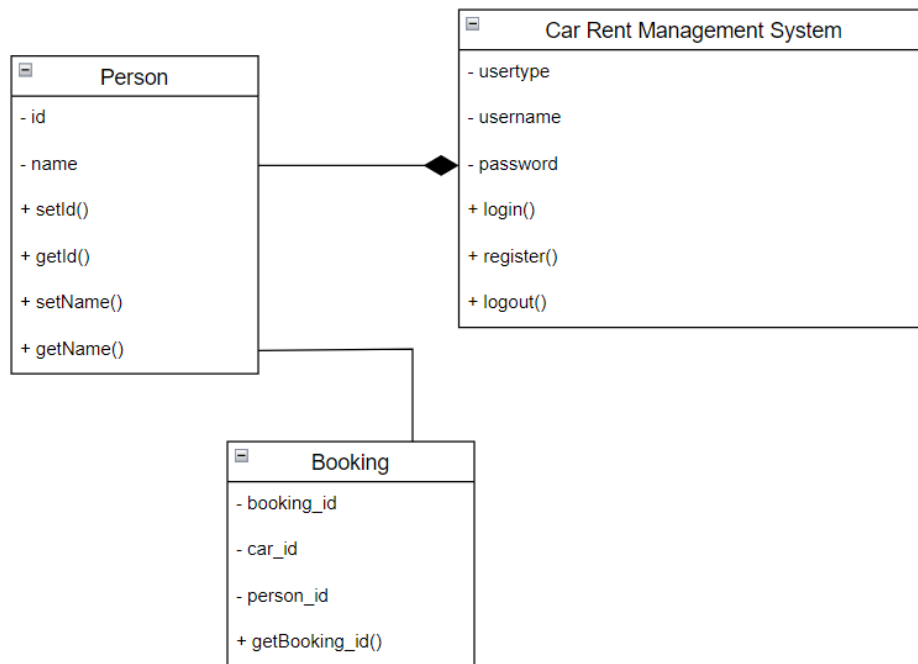 Person
- id
- name
+ setId()
+ getId()
+ setName()
+ getName()
Car Rent Management System
- usertype
- username
- password
+ login()
+ register()
+ logout()
Booking
- booking_id
- car_id
- person_id
+ getBooking_id()